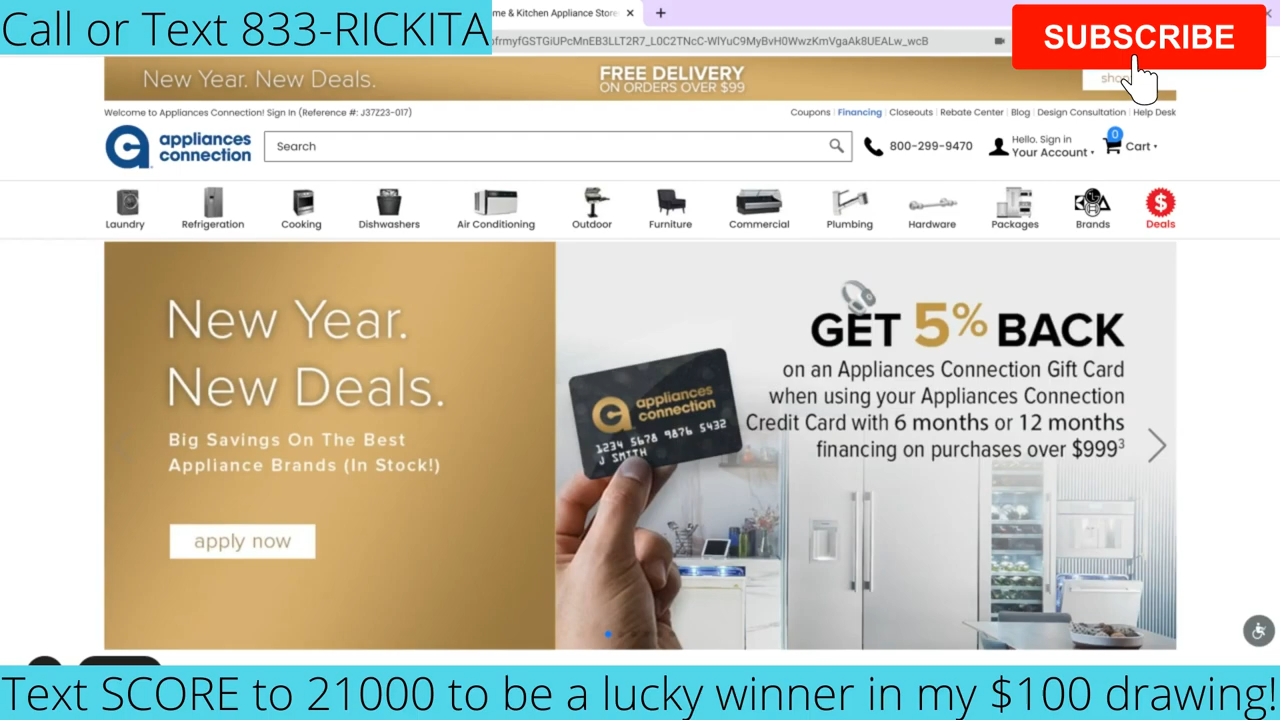 Call or Text 833-RICKITA
me & Kitchen Appliance Store
SUBSCRIBE
New Year. New Deals.
FREE DELIVERY
ON ORDERS OVER $99
Welcome to Appliances Connection! Sign In (Reference #: J37Z23-017)
Coupons Financing Closeouts Rebate Center Blog Design Consultation Help Desk
appliances
connection
Search
800-299-9470
Hello. Sign in
Your Account
0
Cart
Laundry Refrigeration Cooking Dishwashers Air Conditioning Outdoor Furniture Commercial Plumbing Hardware Packages Brands Deals
New Year.
New Deals.
Big Savings On The Best
Appliance Brands (In Stock!)
apply now
appliances
connection
1234 5678 9876 5432
J SMITH
GET 5% BACK
on an Appliances Connection Gift Card
when using your Appliances Connection
Credit Card with 6 months or 12 months
financing on purchases over $999³
Text SCORE to 21000 to be a lucky winner in my $100 drawing!